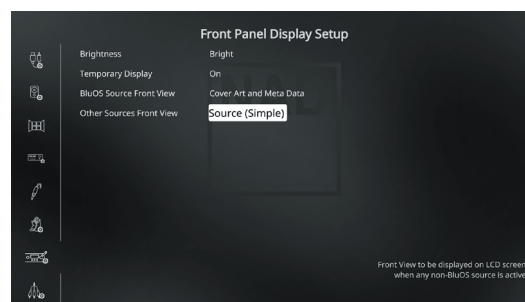 Front Panel Display Setup
Brightness Bright
Temporary Display On
BluOS Source Front View Cover Art and Meta Data
Other Sources Front View Source (Simple)
NAD
Front View to be displayed on LCD screen
when any non-BluOS source is active